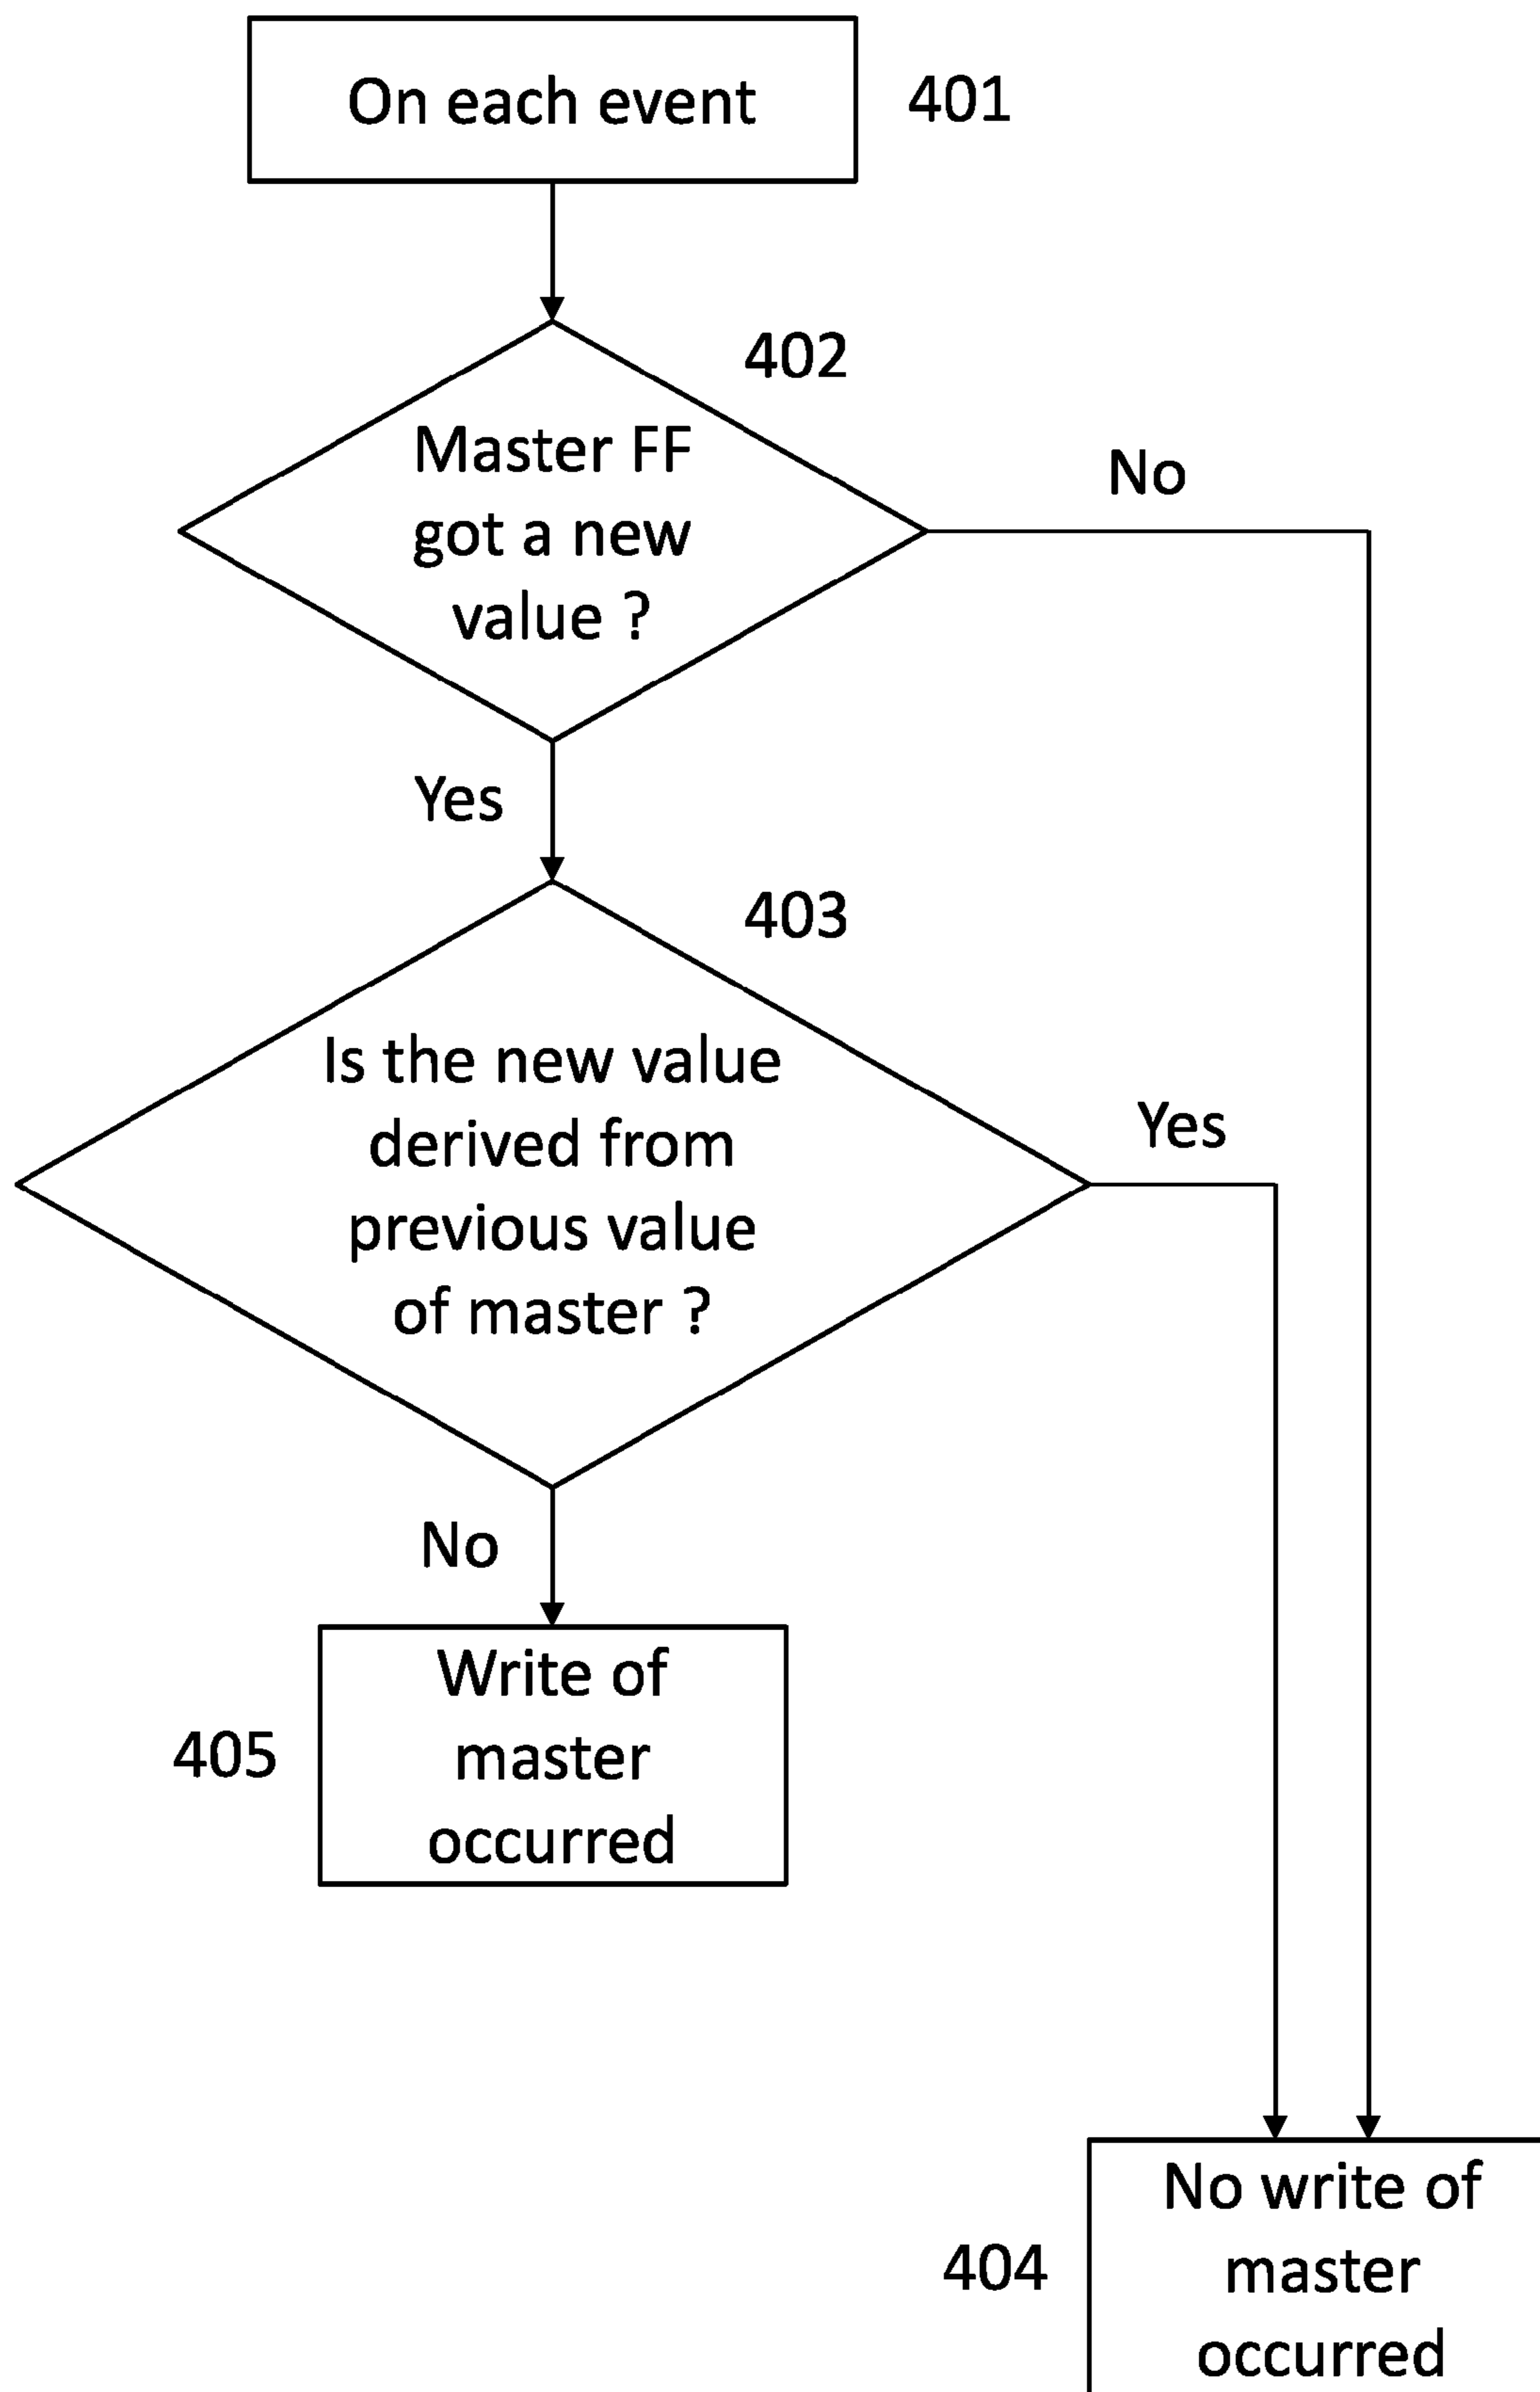 On each event
401
402
Master FF
got a new
value ?
No
Yes
403
Is the new value
derived from
previous value
of master ?
Yes
No
Write of
master
occurred
405
No write of
master
occurred
404